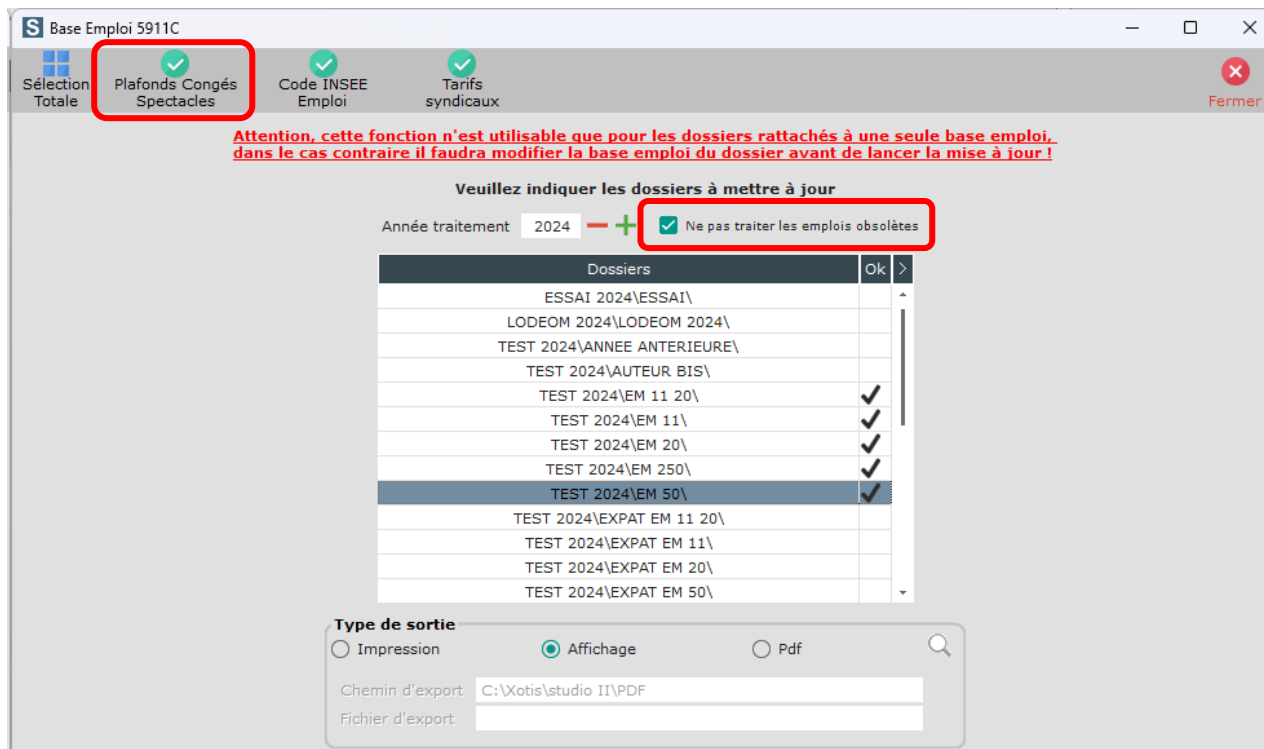 S Base Emploi 5911C
Sélection Totale
Plafonds Congés Spectacles
Code INSEE Emploi
Tarifs syndicaux
Fermer
Attention, cette fonction n'est utilisable que pour les dossiers rattachés à une seule base emploi,
dans le cas contraire il faudra modifier la base emploi du dossier avant de lancer la mise à jour !
Veuillez indiquer les dossiers à mettre à jour
Année traitement 2024 Ne pas traiter les emplois obsolètes
Dossiers Ok >
ESSAI 2024\ESSAI\
LODEOM 2024\LODEOM 2024\
TEST 2024\ANNEE ANTERIEURE\
TEST 2024\AUTEUR BIS\
TEST 2024\EM 11 20\
TEST 2024\EM 11\
TEST 2024\EM 20\
TEST 2024\EM 250\
TEST 2024\EM 50\
TEST 2024\EXPAT EM 11 20\
TEST 2024\EXPAT EM 11\
TEST 2024\EXPAT EM 20\
TEST 2024\EXPAT EM 50\
Type de sortie
Impression Affichage Pdf
Chemin d'export C:\Xotis\studio II\PDF
Fichier d'export